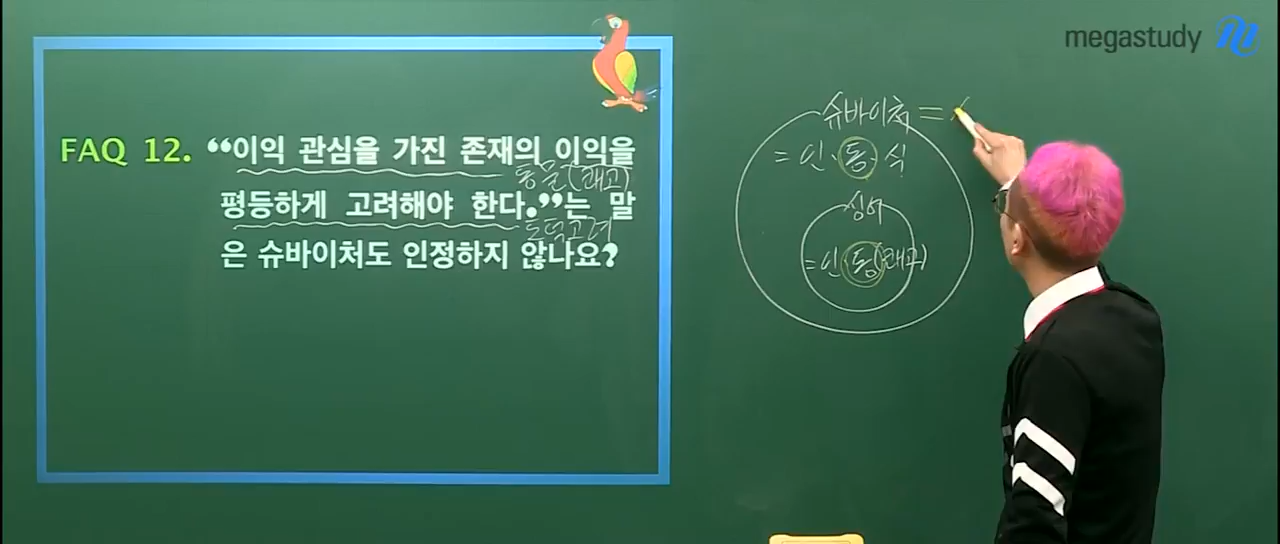 megastudy
FAQ 12. “이익 관심을 가진 존재의 이익을
동물(쾌고)
평등하게 고려해야 한다.”는 말
도덕고려
은 슈바이처도 인정하지 않나요?
슈바이처 =
= 인·동·식
싱어
= 인·동(쾌고)